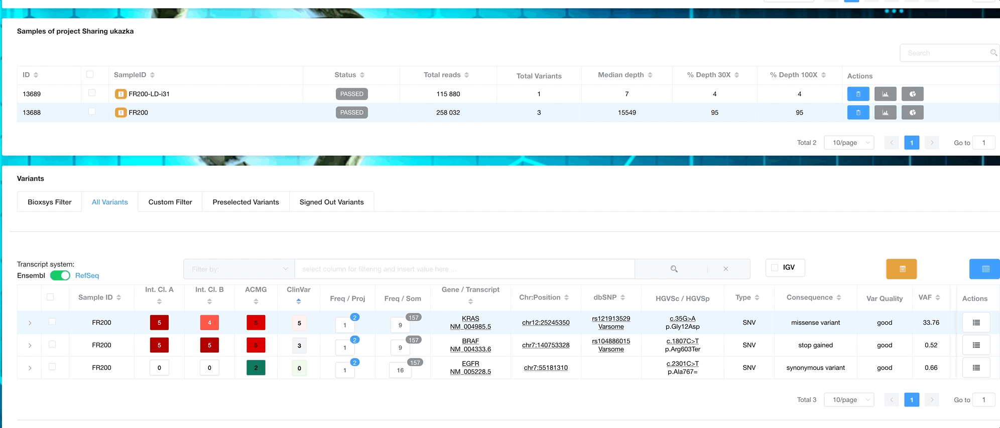 Samples of project Sharing ukazka
Search
ID SampleID Status Total reads Total Variants Median depth % Depth 30X % Depth 100X Actions
13689 FR200-LD-i31 PASSED 115 880 1 7 4 4
13688 FR200 PASSED 258 032 3 15549 95 95
Total 2 10/page < 1 > Go to 1
Variants
Bioxsys Filter All Variants Custom Filter Preselected Variants Signed Out Variants
Transcript system:
Ensembl RefSeq
Filter by: select column for filtering and insert value here ... IGV
Sample ID Int. Cl. A Int. Cl. B ACMG ClinVar Freq / Proj Freq / Som Gene / Transcript Chr:Position dbSNP HGVSc / HGVSp Type Consequence Var Quality VAF Actions
FR200 5 4 5 5 1 2 9 157 KRAS NM_004985.5 chr12:25245350 rs121913529 Varsome c.35G>A p.Gly12Asp SNV missense variant good 33.76
FR200 5 5 5 3 1 2 9 157 BRAF NM_004333.6 chr7:140753328 rs104886015 Varsome c.1807C>T p.Arg603Ter SNV stop gained good 0.52
FR200 0 0 2 0 1 2 16 157 EGFR NM_005228.5 chr7:55181310 c.2301C>T p.Ala767= SNV synonymous variant good 0.66
Total 3 10/page < 1 > Go to 1